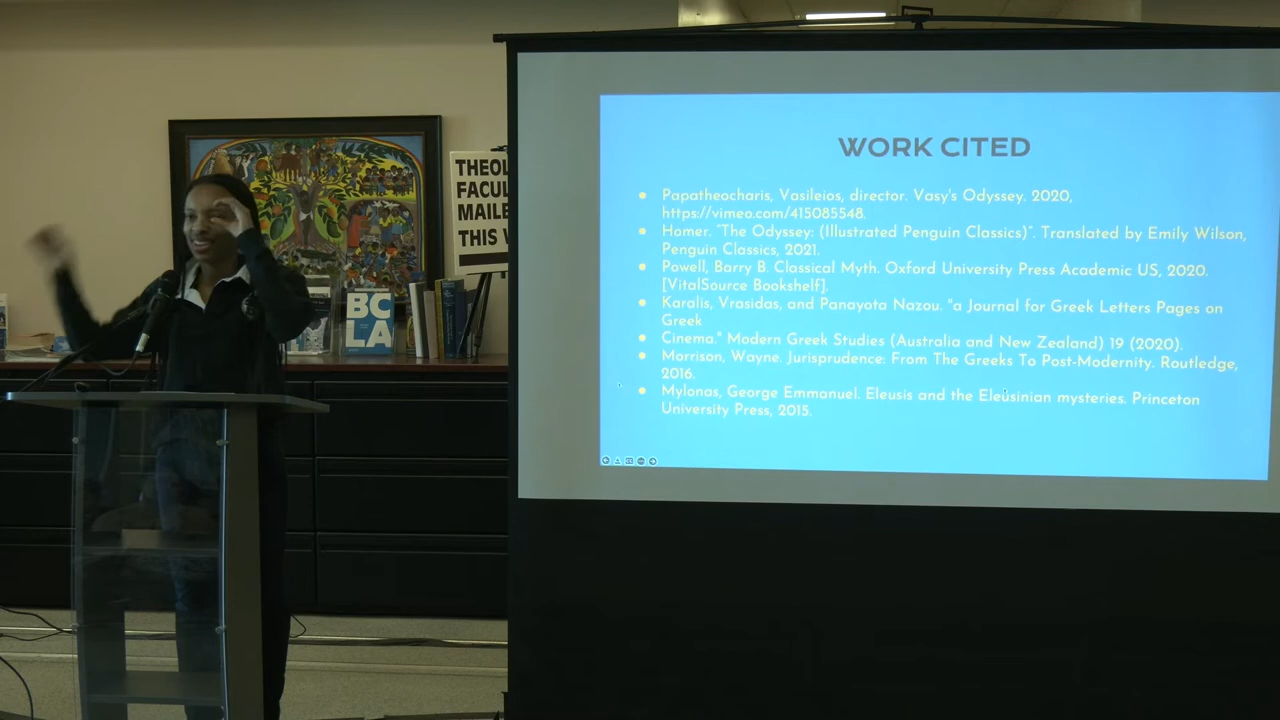 THEOL
FACUL
MAILE
THIS W
BC
LA
WORK CITED
Papatheocharis, Vasileios, director. Vasy's Odyssey. 2020,
https://vimeo.com/415085548.
Homer. "The Odyssey: (Illustrated Penguin Classics)". Translated by Emily Wilson,
Penguin Classics, 2021.
Powell, Barry B. Classical Myth. Oxford University Press Academic US, 2020.
[VitalSource Bookshelf].
Karalis, Vrasidas, and Panayota Nazou. "a Journal for Greek Letters Pages on
Greek
Cinema." Modern Greek Studies (Australia and New Zealand) 19 (2020).
Morrison, Wayne. Jurisprudence: From The Greeks To Post-Modernity. Routledge,
2016.
Mylonas, George Emmanuel. Eleusis and the Eleusinian mysteries. Princeton
University Press, 2015.